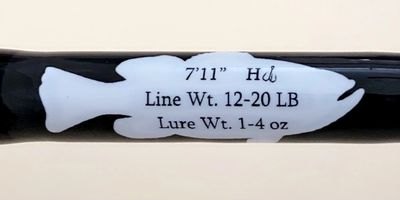 7'11" H
Line Wt. 12-20 LB
Lure Wt. 1-4 oz